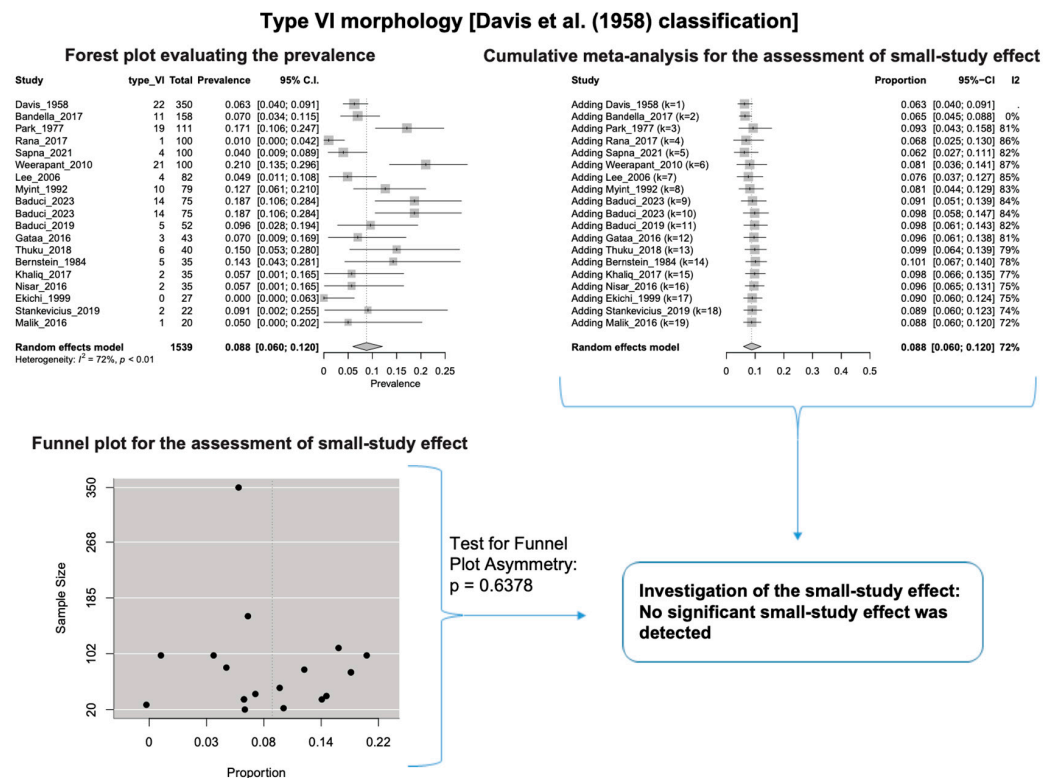 Type VI morphology [Davis et al. (1958) classification]
Forest plot evaluating the prevalence
Study type_VI Total Prevalence 95% C.I.
Davis_1958 22 350 0.063 [0.040; 0.091]
Bandella_2017 11 158 0.070 [0.034; 0.115]
Park_1977 19 111 0.171 [0.106; 0.247]
Rana_2017 1 100 0.010 [0.000; 0.042]
Sapna_2021 4 100 0.040 [0.009; 0.089]
Weerapant_2010 21 100 0.210 [0.135; 0.296]
Lee_2006 4 82 0.049 [0.011; 0.108]
Myint_1992 10 79 0.127 [0.061; 0.210]
Baduci_2023 14 75 0.187 [0.106; 0.284]
Baduci_2023 14 75 0.187 [0.106; 0.284]
Baduci_2019 5 52 0.096 [0.028; 0.194]
Gataa_2016 3 43 0.070 [0.009; 0.169]
Thuku_2018 6 40 0.150 [0.053; 0.280]
Bernstein_1984 5 35 0.143 [0.043; 0.281]
Khaliq_2017 2 35 0.057 [0.001; 0.165]
Nisar_2016 2 35 0.057 [0.001; 0.165]
Ekichi_1999 0 27 0.000 [0.000; 0.063]
Stankevicius_2019 2 22 0.091 [0.002; 0.255]
Malik_2016 1 20 0.050 [0.000; 0.202]
Random effects model 1539 0.088 [0.060; 0.120]
Heterogeneity: I² = 72%, p < 0.01
0 0.05 0.1 0.15 0.2 0.25
Prevalence
Cumulative meta-analysis for the assessment of small-study effect
Study Proportion 95%-CI I2
Adding Davis_1958 (k=1) 0.063 [0.040; 0.091] .
Adding Bandella_2017 (k=2) 0.065 [0.045; 0.088] 0%
Adding Park_1977 (k=3) 0.093 [0.043; 0.158] 81%
Adding Rana_2017 (k=4) 0.068 [0.025; 0.130] 86%
Adding Sapna_2021 (k=5) 0.062 [0.027; 0.111] 82%
Adding Weerapant_2010 (k=6) 0.081 [0.036; 0.141] 87%
Adding Lee_2006 (k=7) 0.076 [0.037; 0.127] 85%
Adding Myint_1992 (k=8) 0.081 [0.044; 0.129] 83%
Adding Baduci_2023 (k=9) 0.091 [0.051; 0.139] 84%
Adding Baduci_2023 (k=10) 0.098 [0.058; 0.147] 84%
Adding Baduci_2019 (k=11) 0.098 [0.061; 0.143] 82%
Adding Gataa_2016 (k=12) 0.096 [0.061; 0.138] 81%
Adding Thuku_2018 (k=13) 0.099 [0.064; 0.139] 79%
Adding Bernstein_1984 (k=14) 0.101 [0.067; 0.140] 78%
Adding Khaliq_2017 (k=15) 0.098 [0.066; 0.135] 77%
Adding Nisar_2016 (k=16) 0.096 [0.065; 0.131] 75%
Adding Ekichi_1999 (k=17) 0.090 [0.060; 0.124] 75%
Adding Stankevicius_2019 (k=18) 0.089 [0.060; 0.123] 74%
Adding Malik_2016 (k=19) 0.088 [0.060; 0.120] 72%
Random effects model 0.088 [0.060; 0.120] 72%
0 0.1 0.2 0.3 0.4 0.5
Funnel plot for the assessment of small-study effect
Sample Size
350
268
185
102
20
0 0.03 0.08 0.14 0.22
Proportion
Test for Funnel
Plot Asymmetry:
p = 0.6378
Investigation of the small-study effect:
No significant small-study effect was
detected